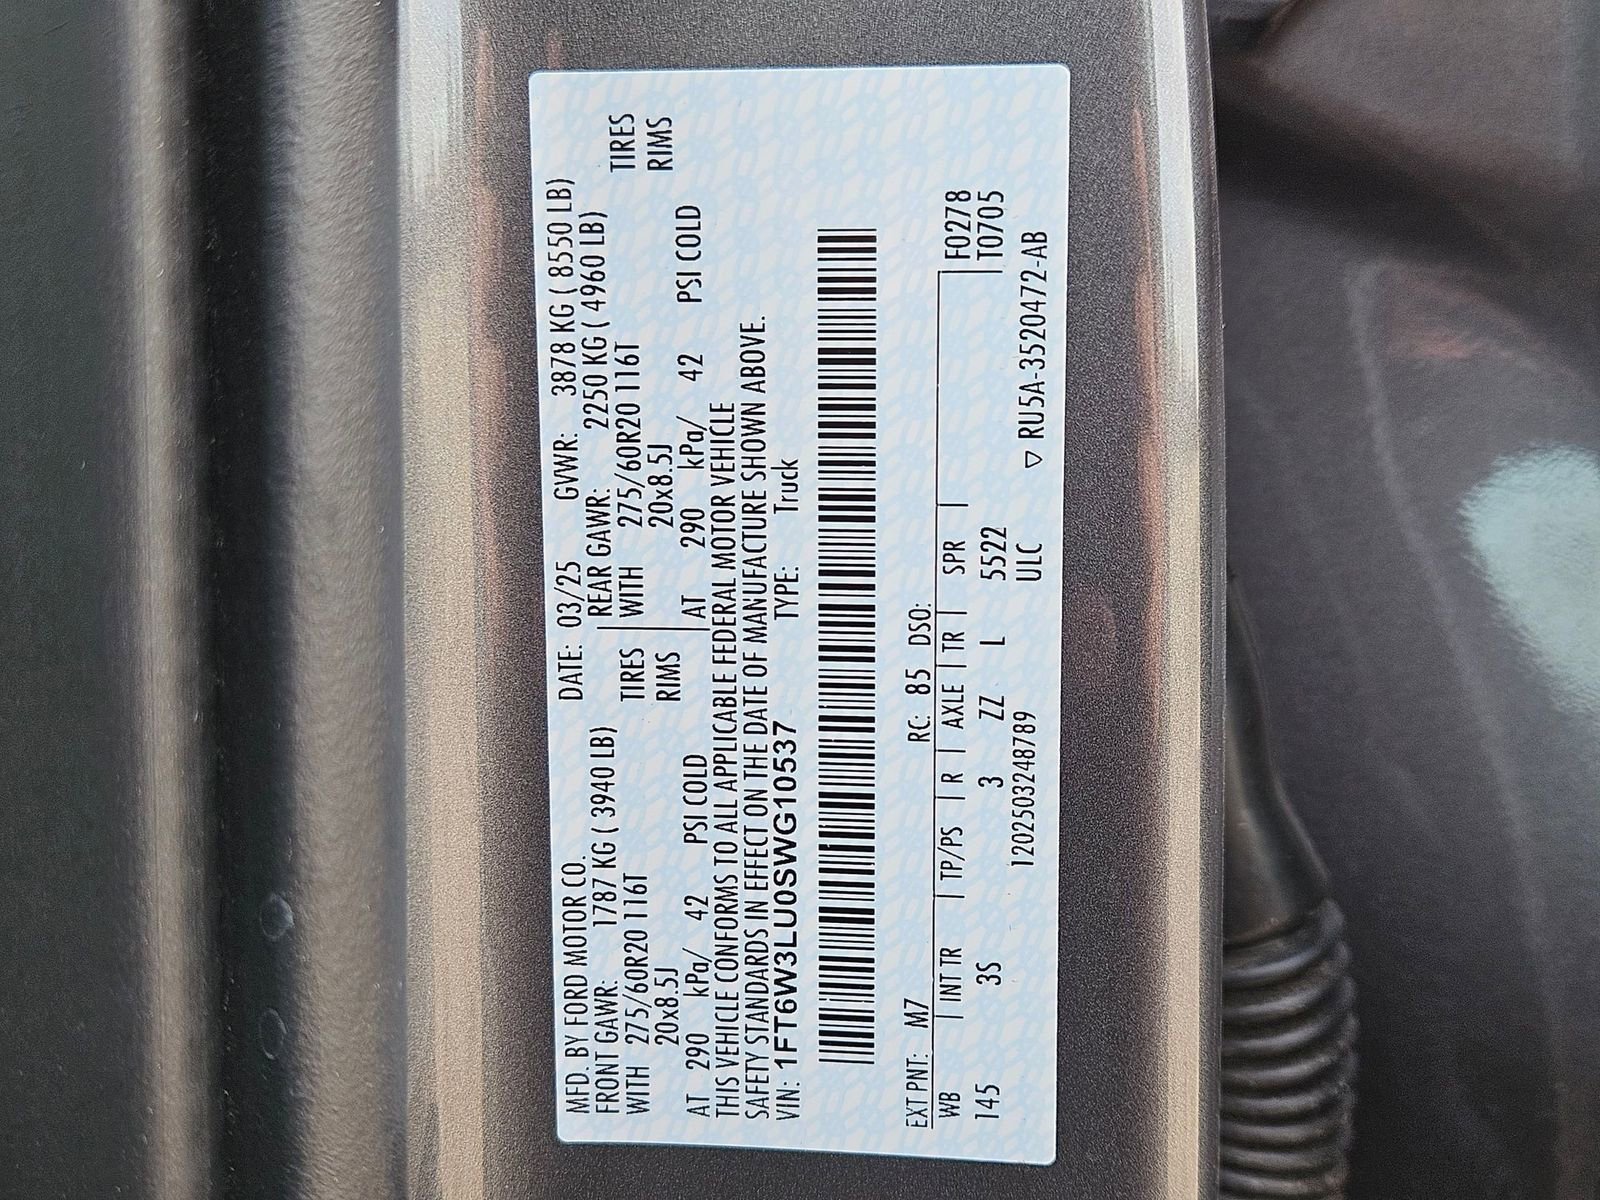 MFD. BY FORD MOTOR CO. DATE: 03/25 GVWR: 3878 KG ( 8550 LB)
FRONT GAWR: 1787 KG ( 3940 LB) REAR GAWR: 2250 KG ( 4960 LB)
WITH 275/60R20 116T TIRES WITH 275/60R20 116T TIRES
20x8.5J RIMS 20x8.5J RIMS
AT 290 kPa/ 42 PSI COLD AT 290 kPa/ 42 PSI COLD
THIS VEHICLE CONFORMS TO ALL APPLICABLE FEDERAL MOTOR VEHICLE
SAFETY STANDARDS IN EFFECT ON THE DATE OF MANUFACTURE SHOWN ABOVE.
VIN: 1FT6W3LU0SWG10537 TYPE: Truck
EXT PNT: M7 RC: 85 DSO:
WB INT TR TP/PS R AXLE TR SPR F0278
145 3S 3 ZZ L 5522 T0705
1202503248789 ULC ▽ RU5A-3520472-AB